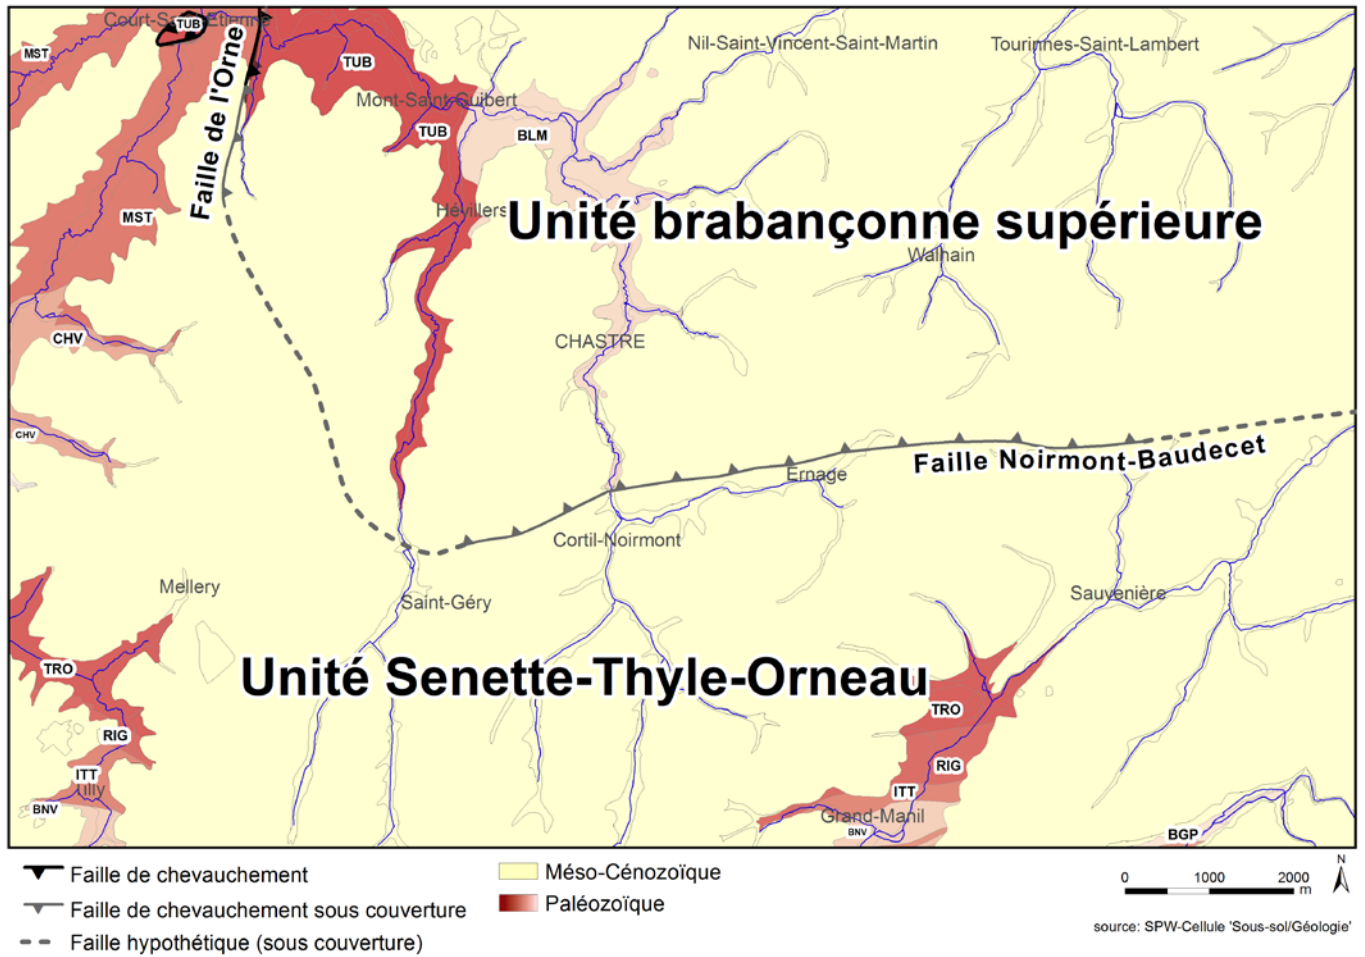 Court-Saint-Etienne
TUB
MST
Faille de l'Orne
TUB
Nil-Saint-Vincent-Saint-Martin
Tourinnes-Saint-Lambert
Mont-Saint-Guibert
TUB
BLM
MST
Hévillers
Unité brabançonne supérieure
Walhain
CHV
CHASTRE
CHV
Faille Noirmont-Baudecet
Ernage
Cortil-Noirmont
Mellery
Saint-Géry
Sauvenière
TRO
Unité Senette-Thyle-Orneau
TRO
RIG
RIG
ITT
Tilly
ITT
BNV
Grand-Manil
BNV
BGP
Faille de chevauchement
Faille de chevauchement sous couverture
Faille hypothétique (sous couverture)
Méso-Cénozoïque
Paléozoïque
N
0 1000 2000
m
source: SPW-Cellule 'Sous-sol/Géologie'